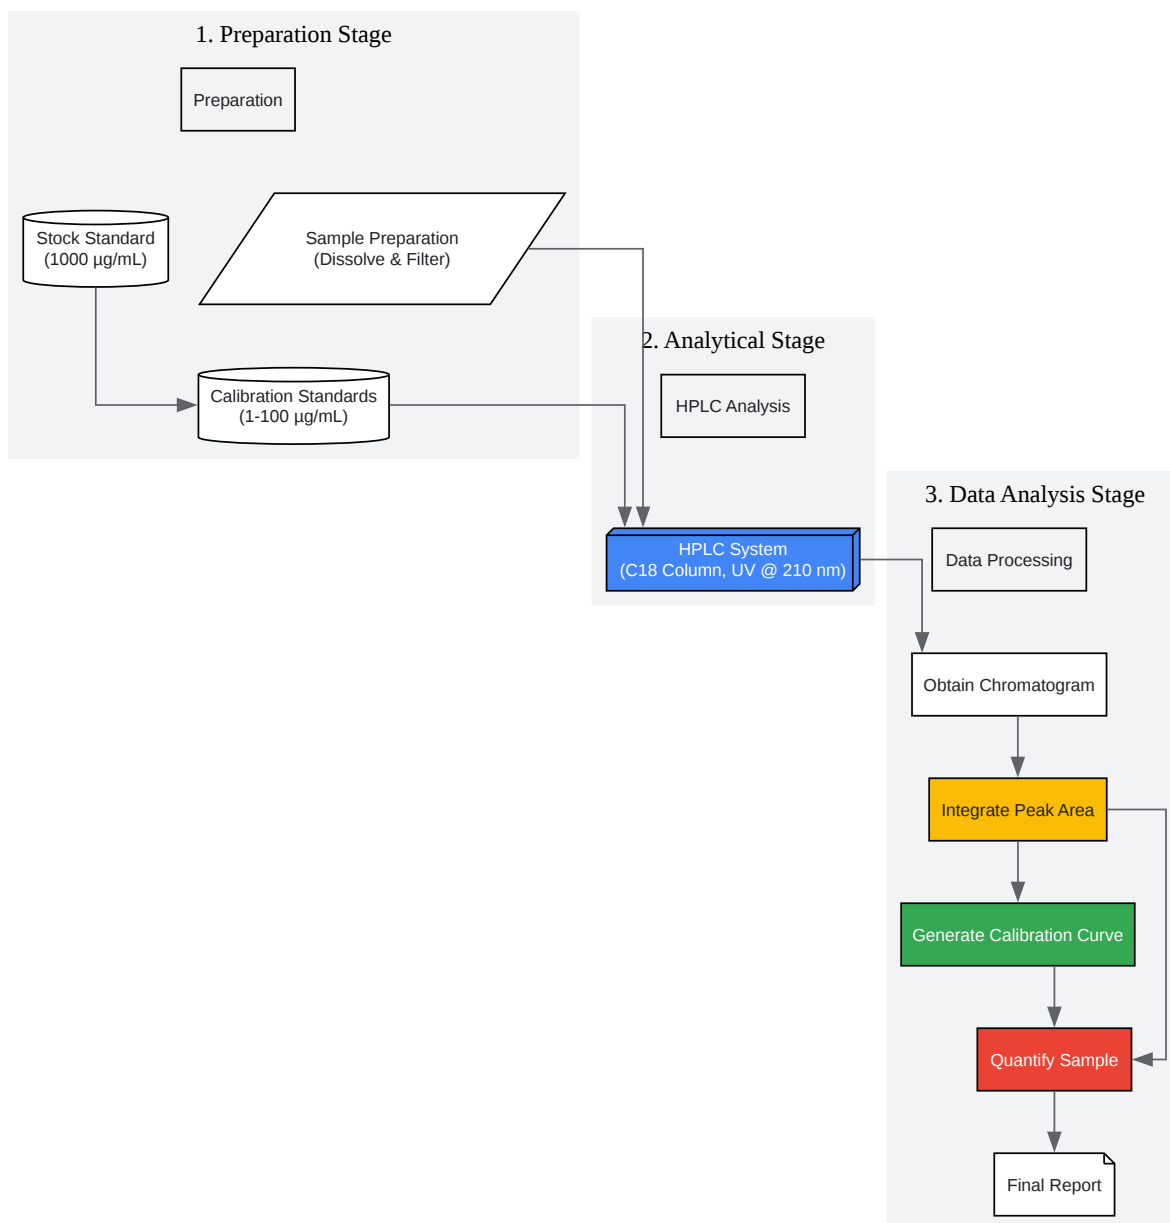 1. Preparation Stage
Preparation
Stock Standard
(1000 µg/mL)
Sample Preparation
(Dissolve & Filter)
Calibration Standards
(1-100 µg/mL)
2. Analytical Stage
HPLC Analysis
HPLC System
(C18 Column, UV @ 210 nm)
3. Data Analysis Stage
Data Processing
Obtain Chromatogram
Integrate Peak Area
Generate Calibration Curve
Quantify Sample
Final Report